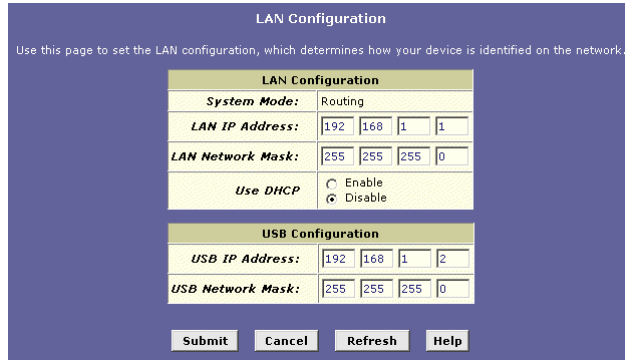 LAN Configuration
Use this page to set the LAN configuration, which determines how your device is identified on the network.
LAN Configuration
System Mode: Routing
LAN IP Address: 192 168 1 1
LAN Network Mask: 255 255 255 0
Use DHCP Enable
Disable
USB Configuration
USB IP Address: 192 168 1 2
USB Network Mask: 255 255 255 0
Submit Cancel Refresh Help